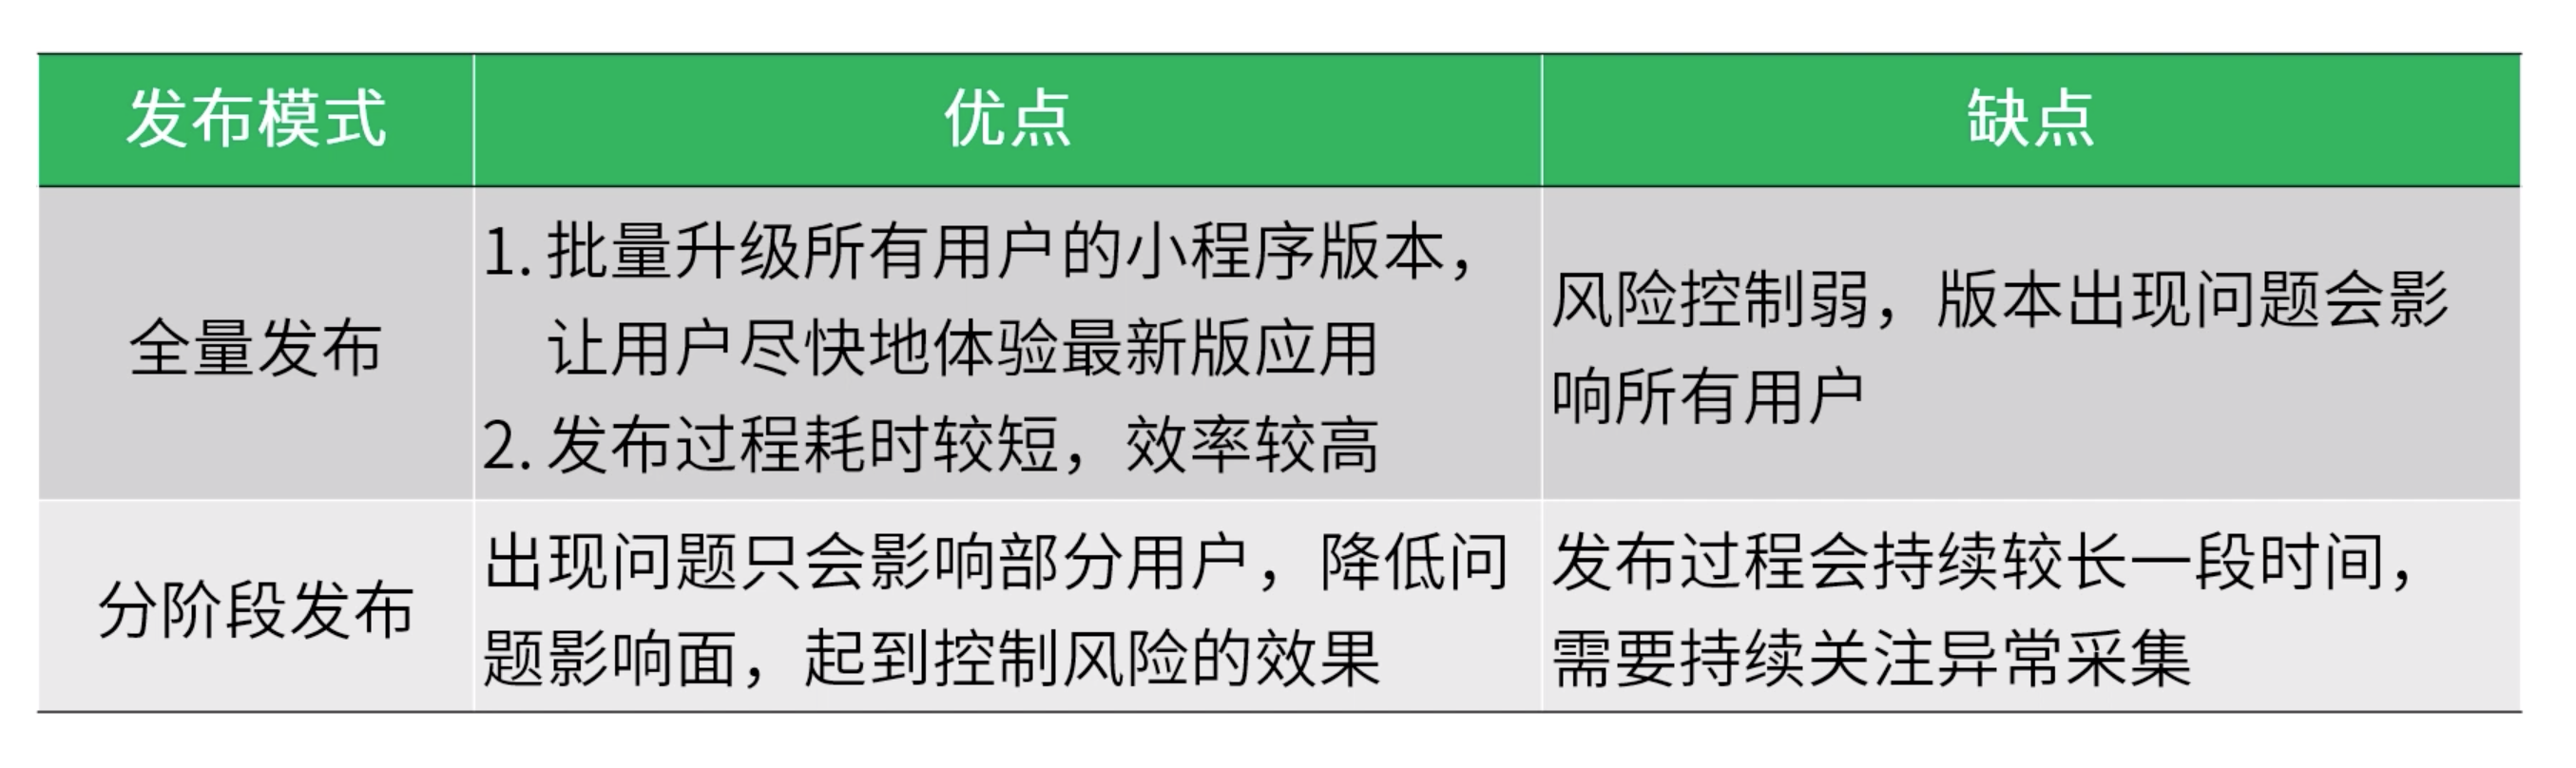 发布模式
优点
缺点
全量发布
1. 批量升级所有用户的小程序版本，
让用户尽快地体验最新版应用
2. 发布过程耗时较短，效率较高
风险控制弱，版本出现问题会影
响所有用户
分阶段发布
出现问题只会影响部分用户，降低问
题影响面，起到控制风险的效果
发布过程会持续较长一段时间，
需要持续关注异常采集